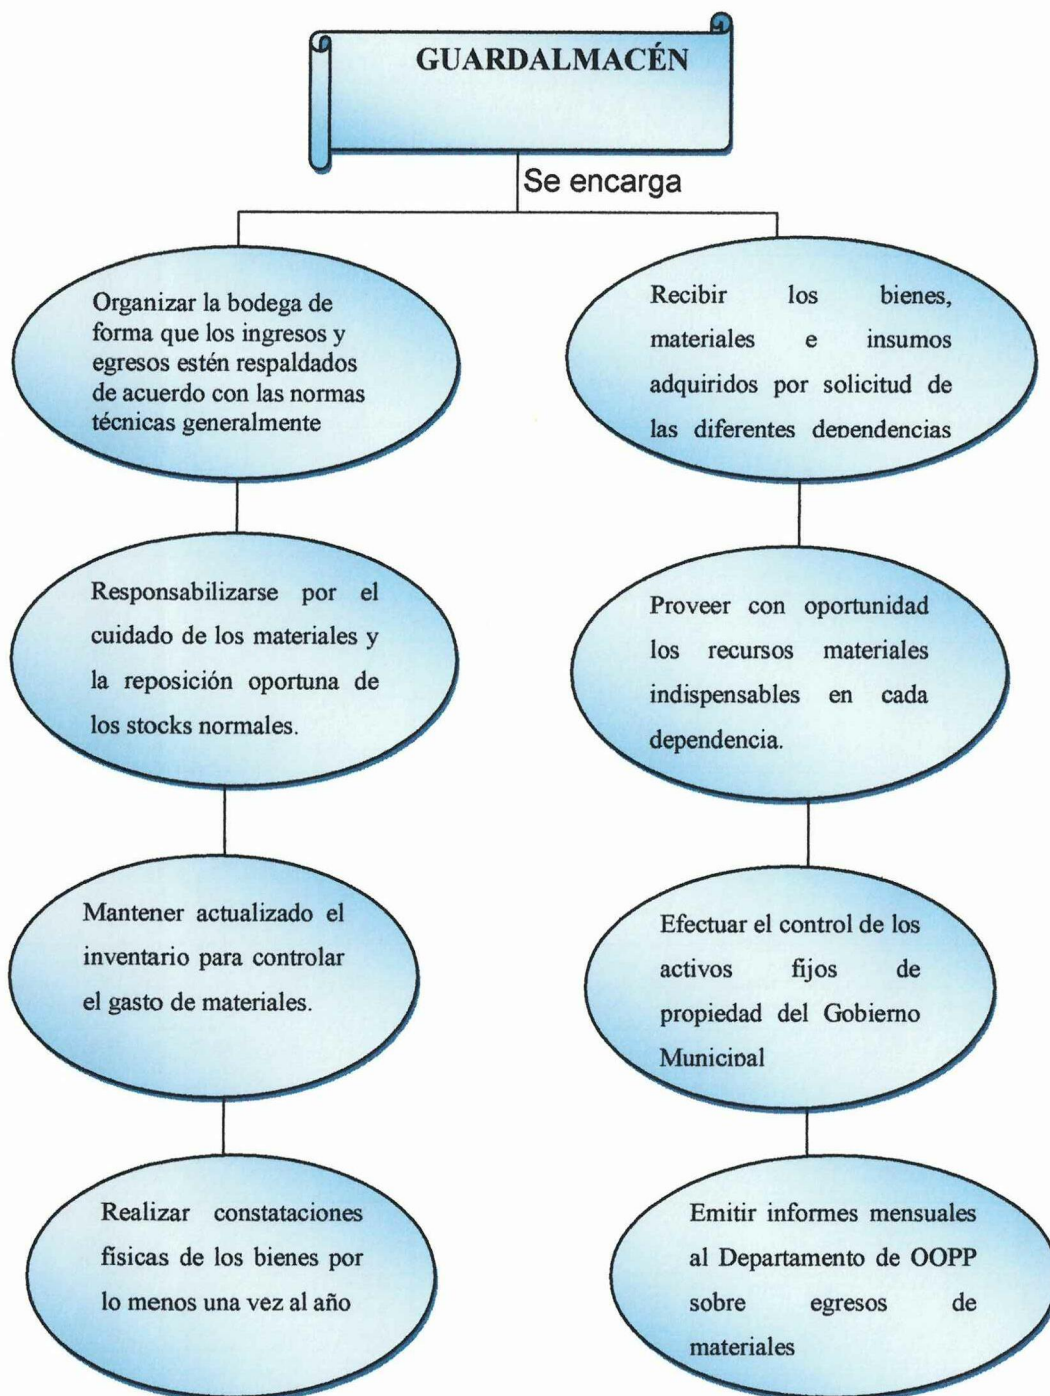 GUARDALMACÉN
Se encarga
Organizar la bodega de
forma que los ingresos y
egresos estén respaldados
de acuerdo con las normas
técnicas generalmente
Responsabilizarse por el
cuidado de los materiales y
la reposición oportuna de
los stocks normales.
Mantener actualizado el
inventario para controlar
el gasto de materiales.
Realizar constataciones
físicas de los bienes por
lo menos una vez al año
Recibir los bienes,
materiales e insumos
adquiridos por solicitud de
las diferentes dependencias
Proveer con oportunidad
los recursos materiales
indispensables en cada
dependencia.
Efectuar el control de los
activos fijos de
propiedad del Gobierno
Municipal
Emitir informes mensuales
al Departamento de OOPP
sobre egresos de
materiales